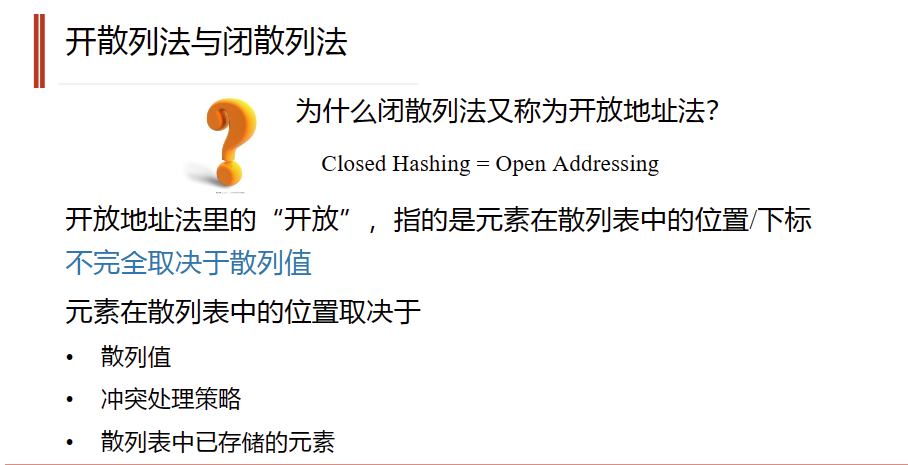 开散列法与闭散列法
为什么闭散列法又称为开放地址法?
Closed Hashing = Open Addressing
开放地址法里的“开放”,指的是元素在散列表中的位置/下标
不完全取决于散列值
元素在散列表中的位置取决于
• 散列值
• 冲突处理策略
• 散列表中已存储的元素